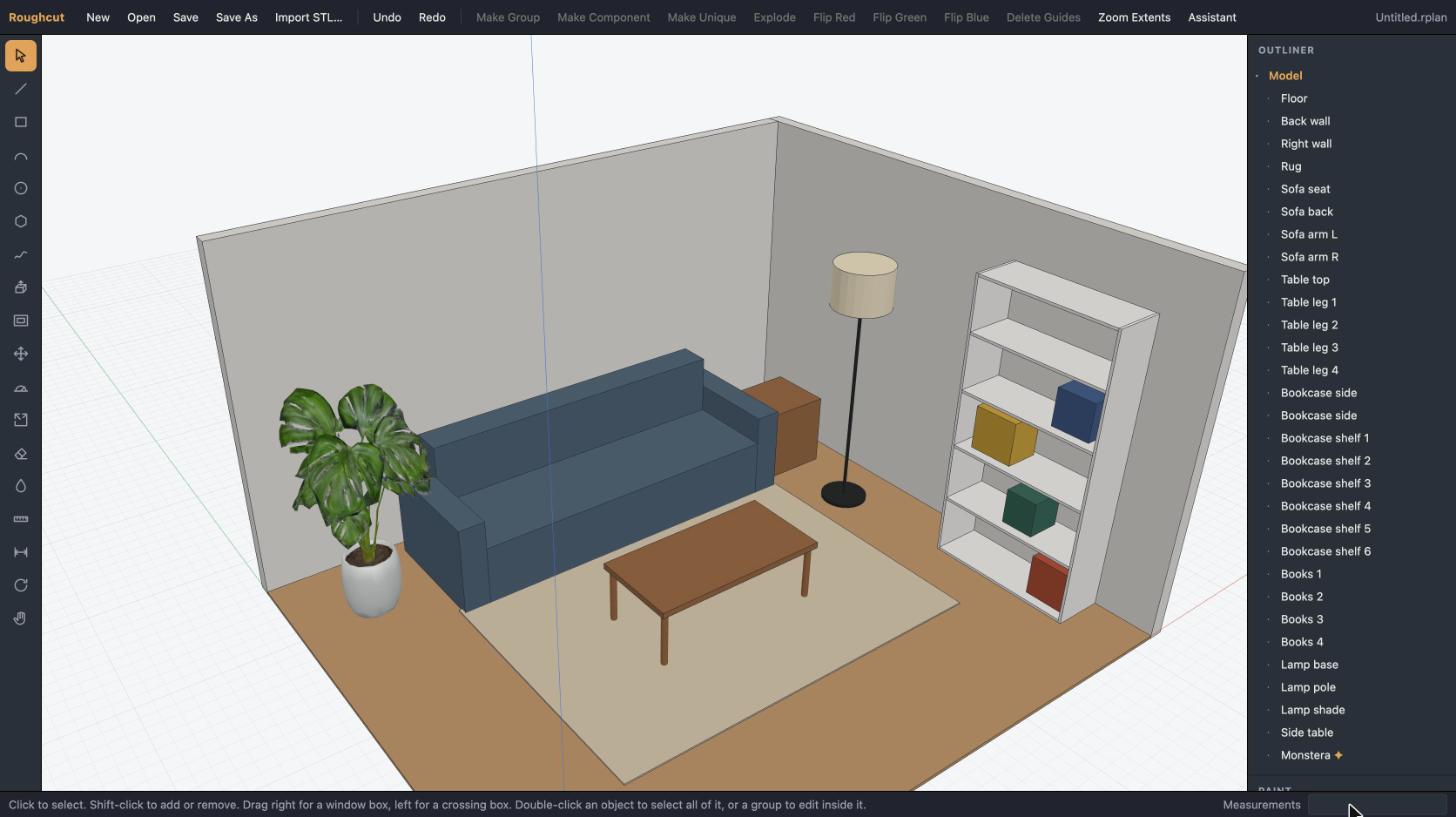 Roughcut New Open Save Save As Import STL... Undo Redo Make Group Make Component Make Unique Explode Flip Red Flip Green Flip Blue Delete Guides Zoom Extents Assistant Untitled.rplan
OUTLINER
Model
Floor
Back wall
Right wall
Rug
Sofa seat
Sofa back
Sofa arm L
Sofa arm R
Table top
Table leg 1
Table leg 2
Table leg 3
Table leg 4
Bookcase side
Bookcase side
Bookcase shelf 1
Bookcase shelf 2
Bookcase shelf 3
Bookcase shelf 4
Bookcase shelf 5
Bookcase shelf 6
Books 1
Books 2
Books 3
Books 4
Lamp base
Lamp pole
Lamp shade
Side table
Monstera
PAINT
Click to select. Shift-click to add or remove. Drag right for a window box, left for a crossing box. Double-click an object to select all of it, or a group to edit inside it. Measurements